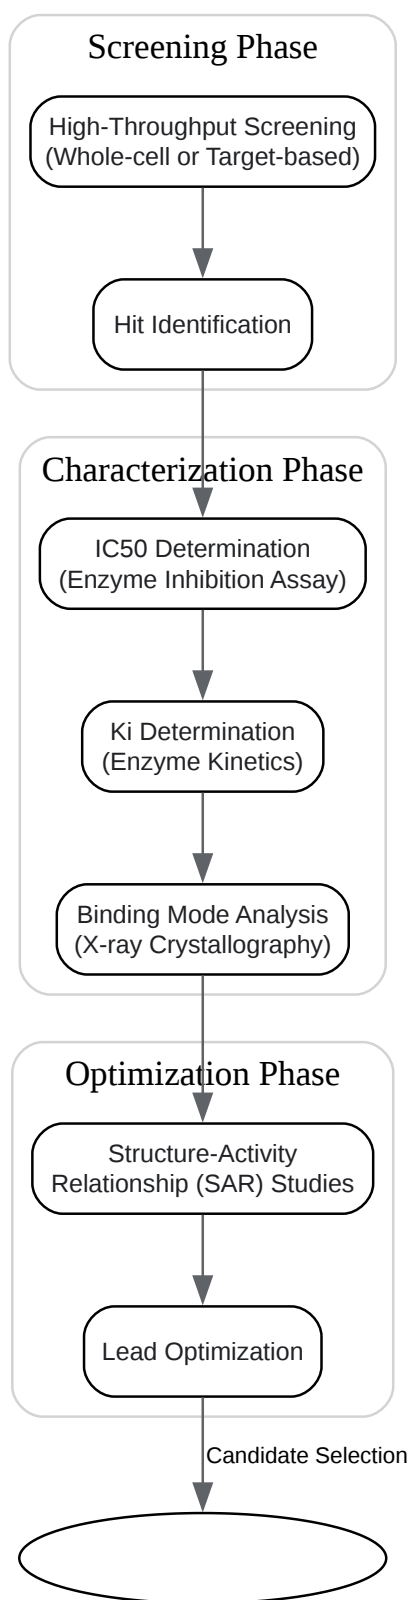 Screening Phase
High-Throughput Screening
(Whole-cell or Target-based)
Hit Identification
Characterization Phase
IC50 Determination
(Enzyme Inhibition Assay)
Ki Determination
(Enzyme Kinetics)
Binding Mode Analysis
(X-ray Crystallography)
Optimization Phase
Structure-Activity
Relationship (SAR) Studies
Lead Optimization
Candidate Selection